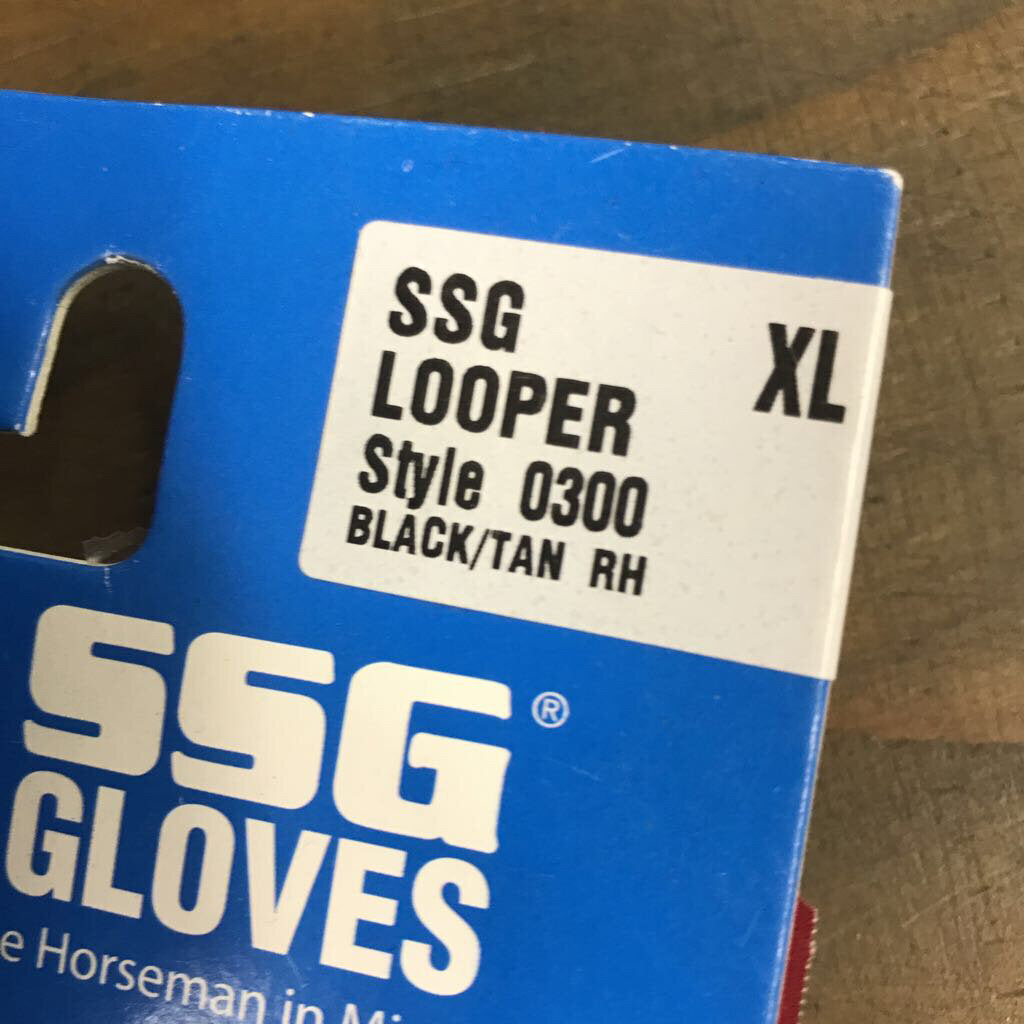 SSG
XL
LOOPER
Style 0300
BLACK/TAN RH
SSG®
GLOVES
Horseman in